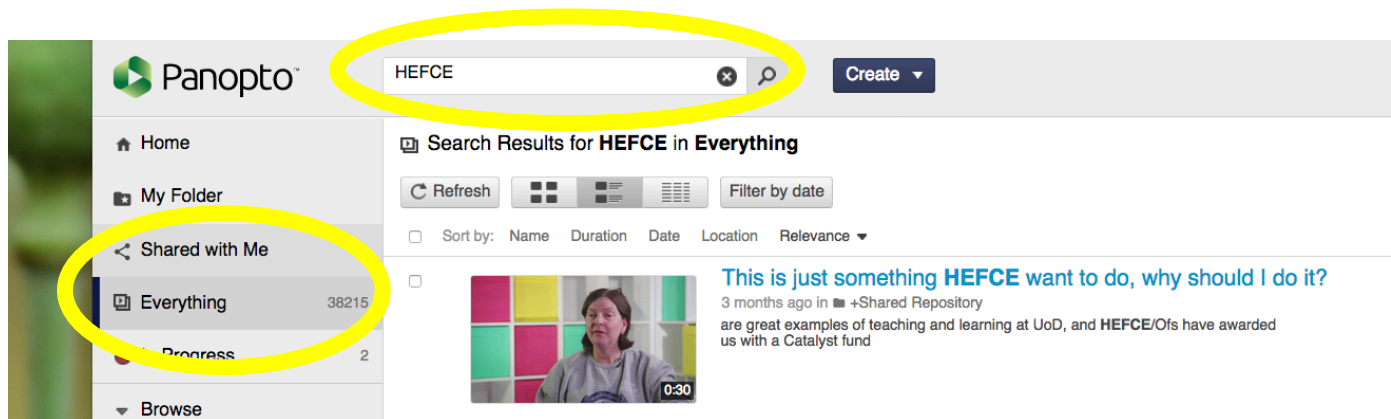 Panopto™
HEFCE
Create
Home
My Folder
Shared with Me
Everything 38215
In Progress 2
Browse
Search Results for HEFCE in Everything
Refresh
Filter by date
Sort by: Name Duration Date Location Relevance
This is just something HEFCE want to do, why should I do it?
3 months ago in +Shared Repository
are great examples of teaching and learning at UoD, and HEFCE/Ofs have awarded
us with a Catalyst fund
0:30